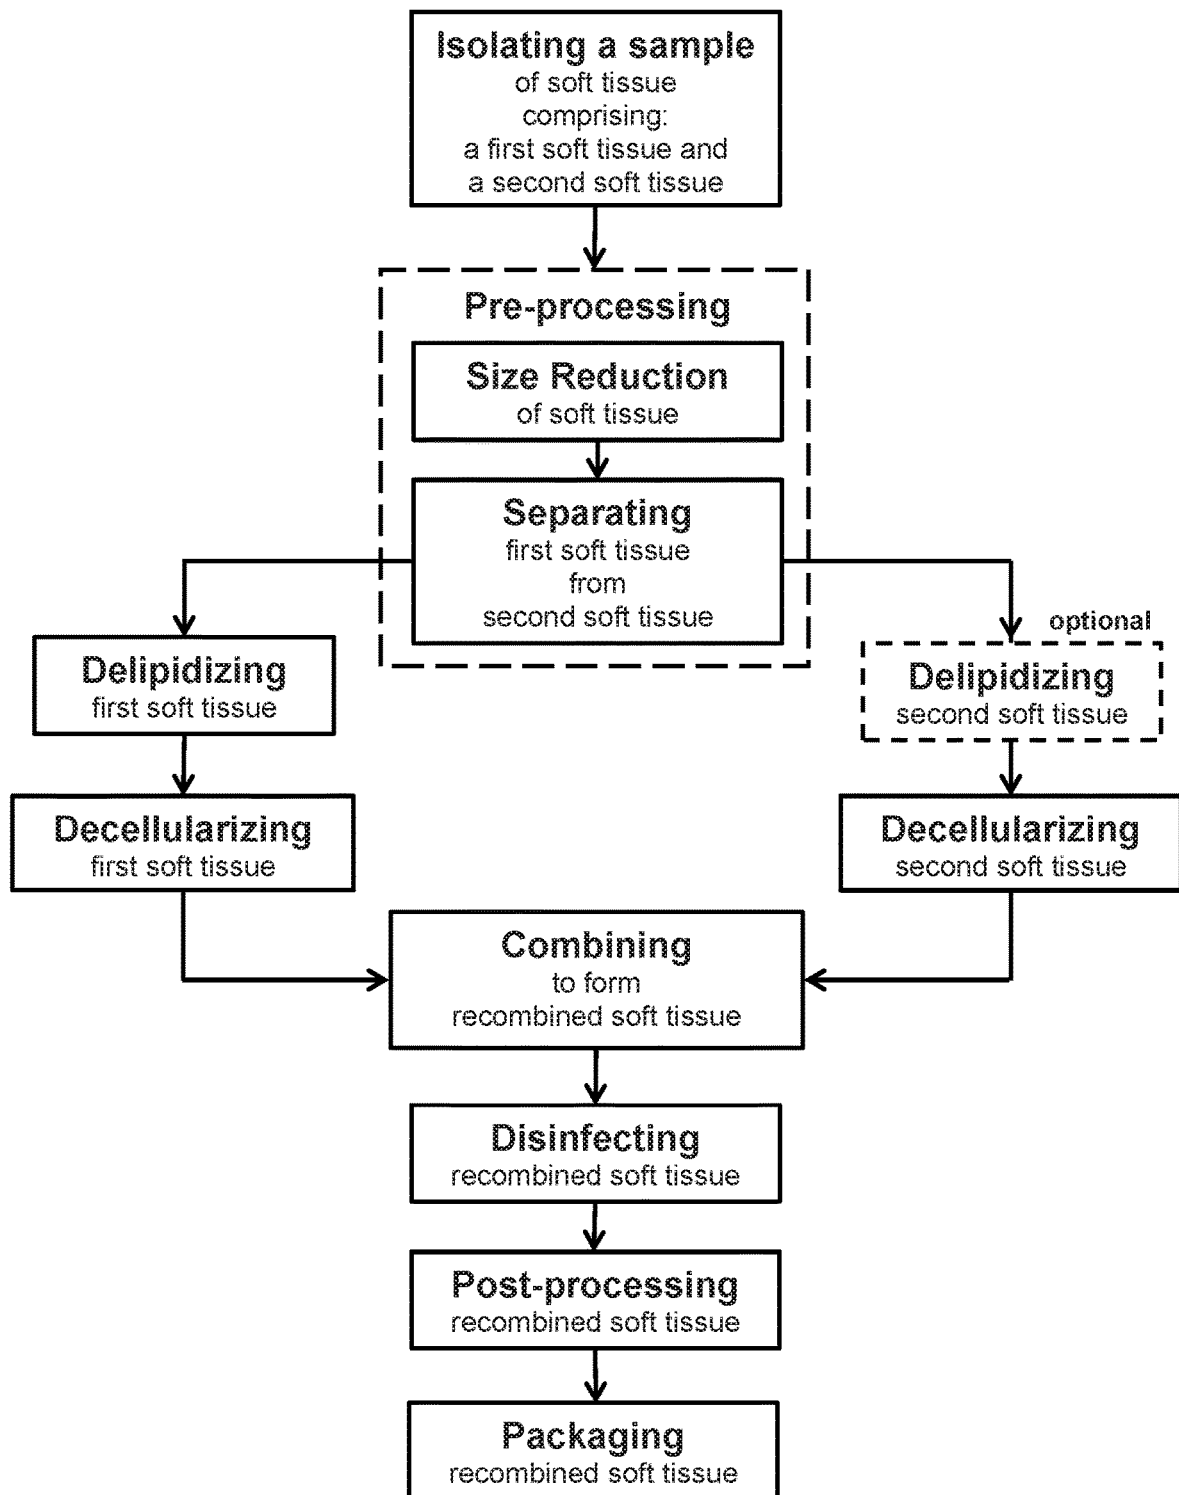 Isolating a sample
of soft tissue
comprising:
a first soft tissue and
a second soft tissue
Pre-processing
Size Reduction
of soft tissue
Separating
first soft tissue
from
second soft tissue
Delipidizing
first soft tissue
optional
Delipidizing
second soft tissue
Decellularizing
first soft tissue
Decellularizing
second soft tissue
Combining
to form
recombined soft tissue
Disinfecting
recombined soft tissue
Post-processing
recombined soft tissue
Packaging
recombined soft tissue